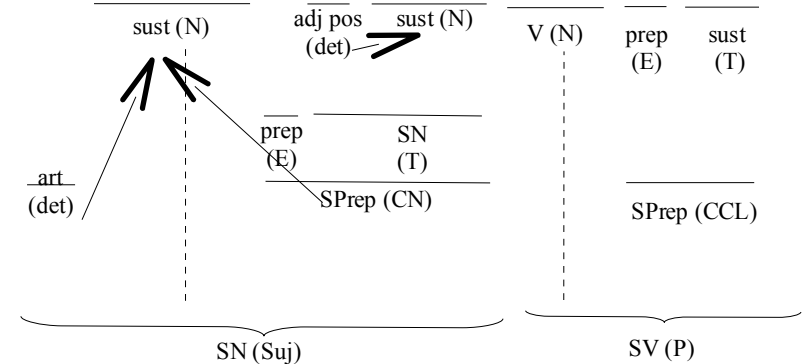 sust (N)
adj pos
(det)
sust (N)
V (N)
prep
(E)
sust
(T)
prep
(E)
SN
(T)
art
(det)
SPrep (CN)
SPrep (CCL)
SN (Suj)
SV (P)